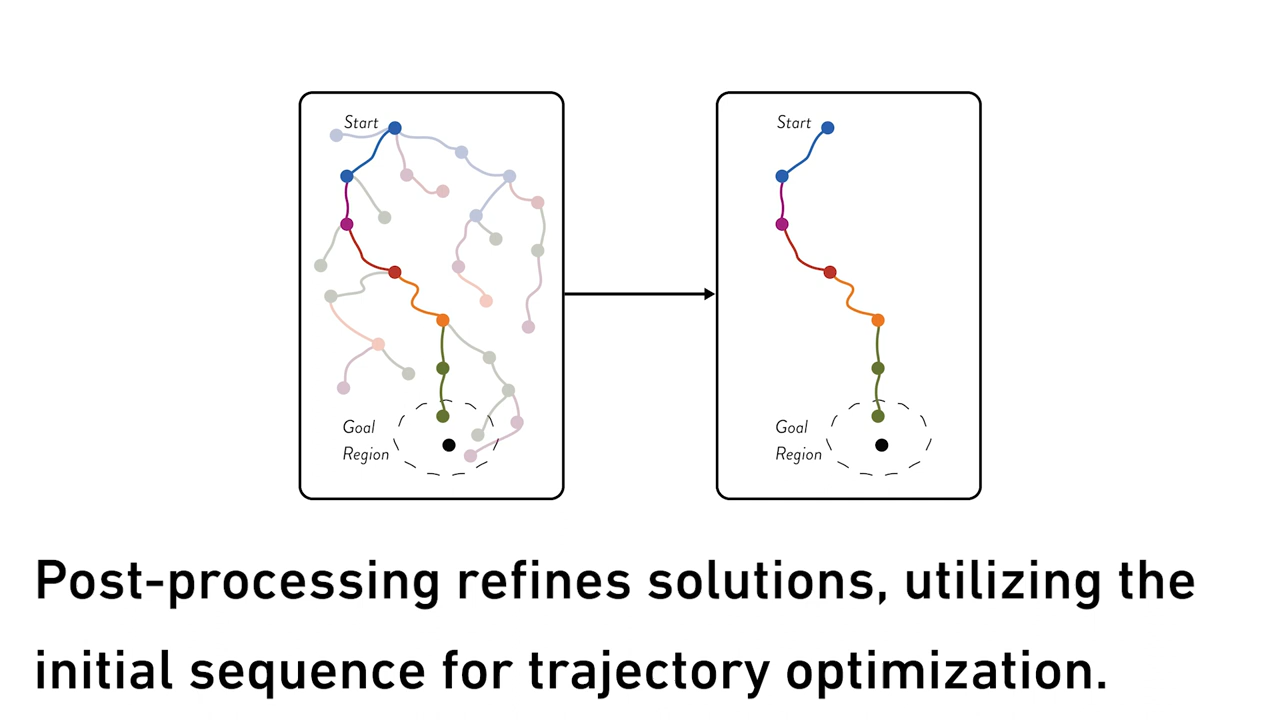 Start
Goal
Region
Start
Goal
Region
Post-processing refines solutions, utilizing the
initial sequence for trajectory optimization.